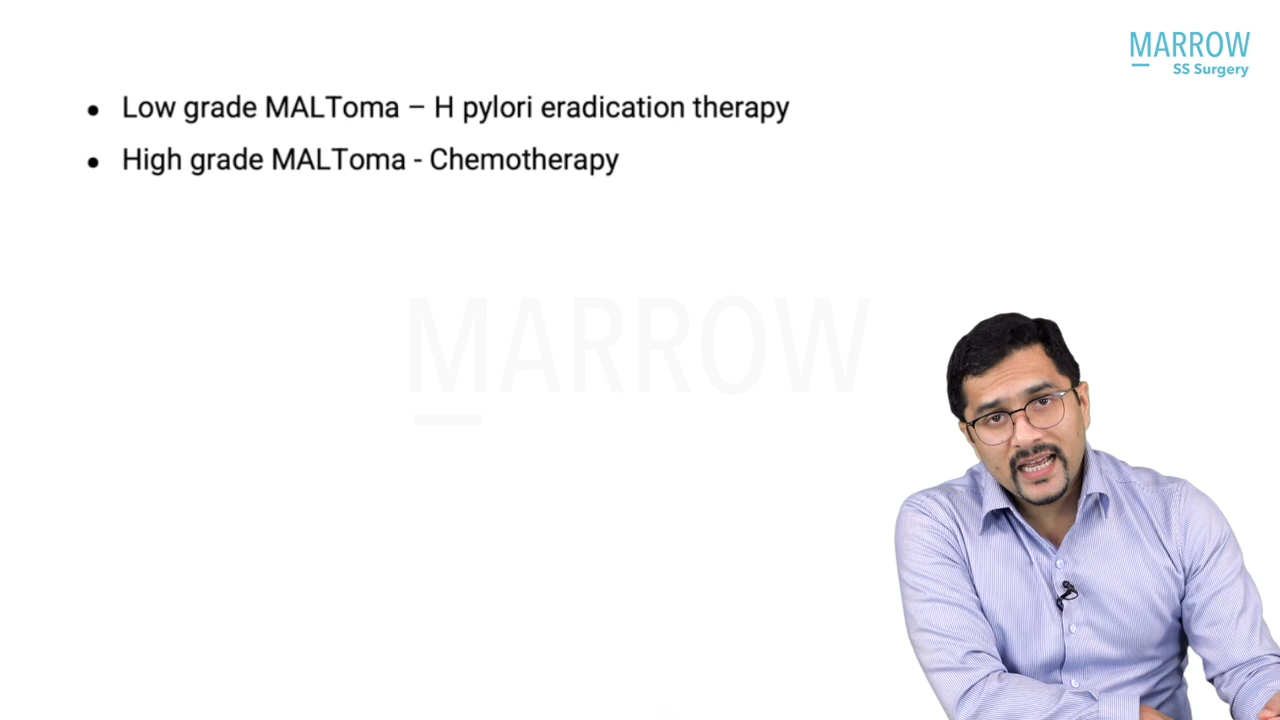 MARROW
SS Surgery
• Low grade MALToma – H pylori eradication therapy
• High grade MALToma - Chemotherapy
MARROW